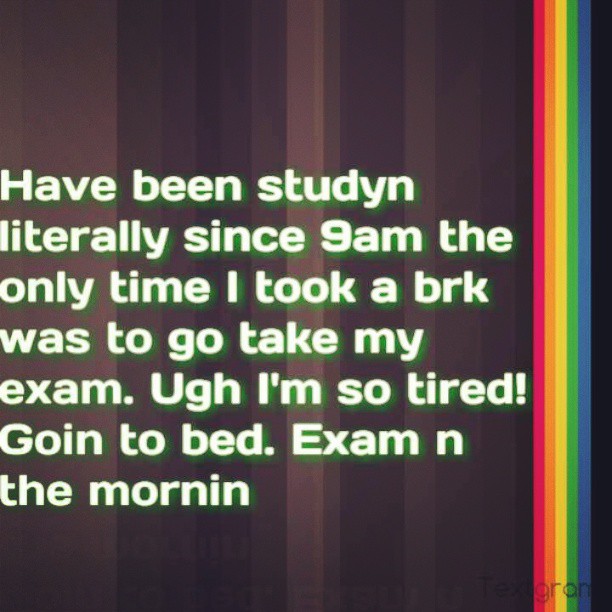 Have been studyn
literally since 9am the
only time I took a brk
was to go take my
exam. Ugh I'm so tired!
Goin to bed. Exam n
the mornin
Textgram